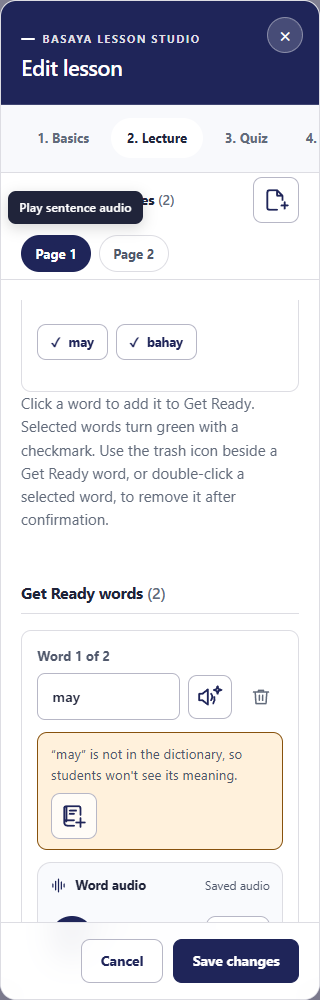 BASAYA LESSON STUDIO
Edit lesson
1. Basics
2. Lecture
3. Quiz
4.
Play sentence audio
es (2)
Page 1
Page 2
✓ may
✓ bahay
Click a word to add it to Get Ready.
Selected words turn green with a
checkmark. Use the trash icon beside a
Get Ready word, or double-click a
selected word, to remove it after
confirmation.
Get Ready words (2)
Word 1 of 2
may
“may” is not in the dictionary, so
students won't see its meaning.
Word audio
Saved audio
Cancel
Save changes